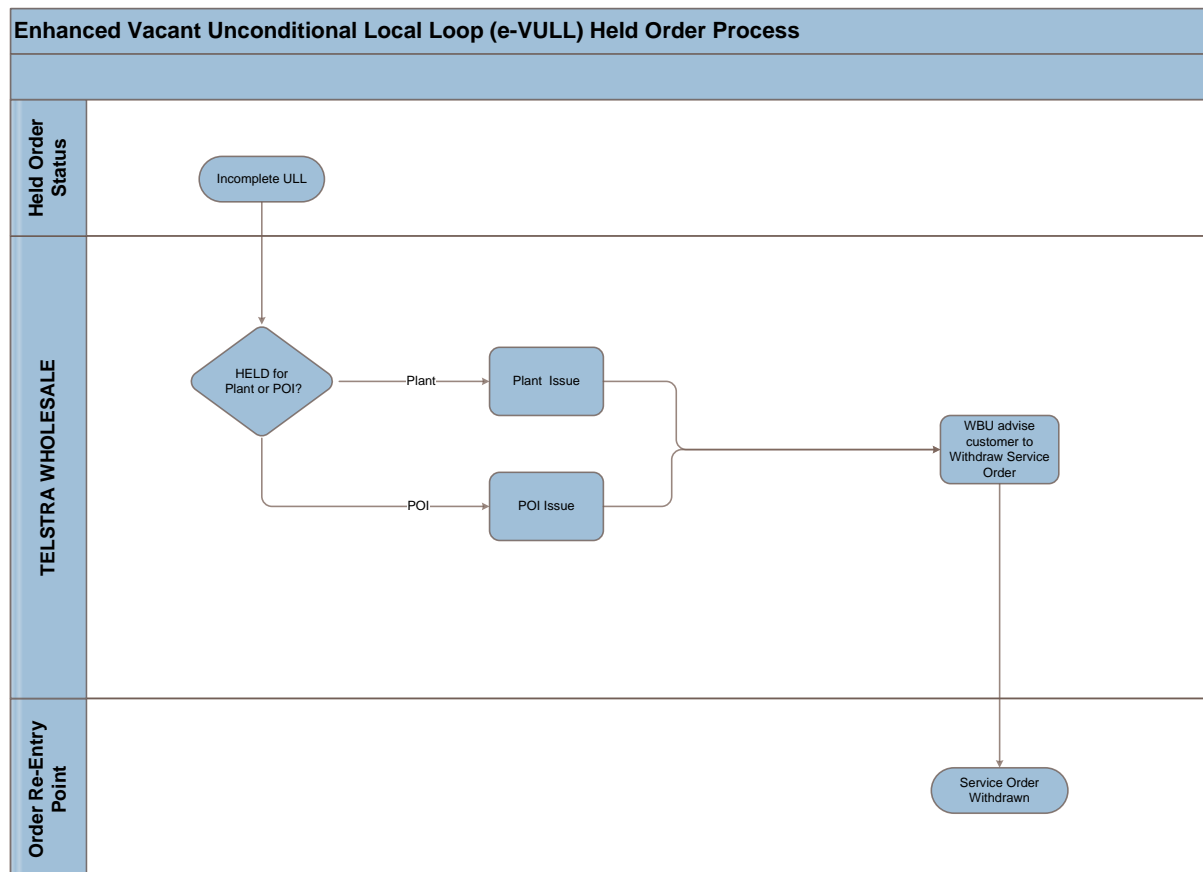 Enhanced Vacant Unconditional Local Loop (e-VULL) Held Order Process
Held Order
Status
Incomplete ULL
TELSTRA WHOLESALE
HELD for
Plant or POI?
Plant
Plant Issue
POI
POI Issue
WBU advise
customer to
Withdraw Service
Order
Order Re-Entry
Point
Service Order
Withdrawn